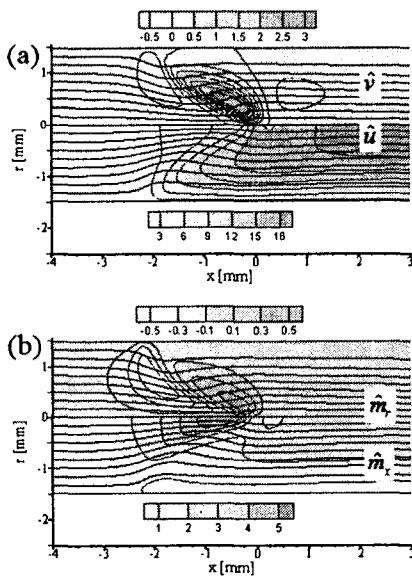 -0.5 0 0.5 1 1.5 2 2.5 3
(a)
1
0
-1
-2
r [mm]
v̂
û
3 6 9 12 15 18
-4 -3 -2 -1 0 1 2 3
x [mm]
-0.5 -0.3 -0.1 0.1 0.3 0.5
(b)
1
0
-1
-2
r [mm]
m̂r
m̂x
1 2 3 4 5
-4 -3 -2 -1 0 1 2 3
x [mm]